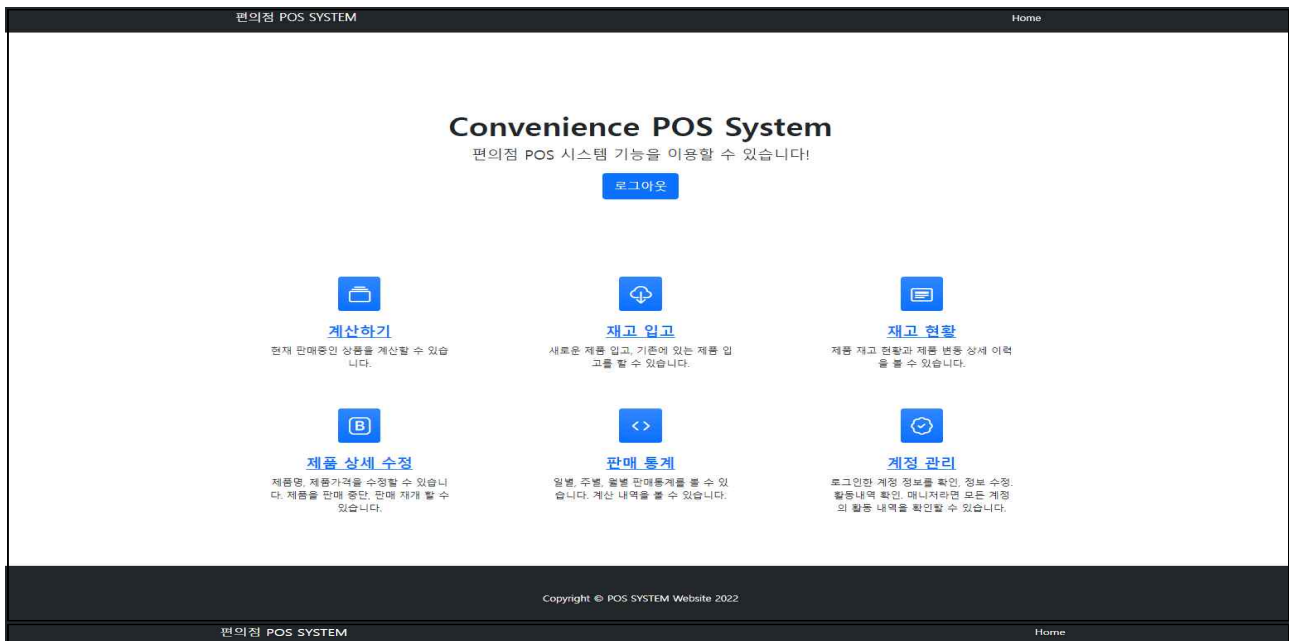 편의점 POS SYSTEM Home
Convenience POS System
편의점 POS 시스템 기능을 이용할 수 있습니다!
로그아웃
계산하기
현재 판매중인 상품을 계산할 수 있습
니다.
재고 입고
새로운 제품 입고, 기존에 있는 제품 입
고를 할 수 있습니다.
재고 현황
제품 재고 현황과 제품 변동 상세 이력
을 볼 수 있습니다.
B
제품 상세 수정
제품명, 제품가격을 수정할 수 있습니
다. 제품을 판매 중단, 판매 재개 할 수
있습니다.
판매 통계
일별, 주별, 월별 판매통계를 볼 수 있
습니다. 계산 내역을 볼 수 있습니다.
계정 관리
로그인한 계정 정보를 확인, 정보 수정.
활동내역 확인. 매니저라면 모든 계정
의 활동 내역을 확인할 수 있습니다.
Copyright © POS SYSTEM Website 2022
편의점 POS SYSTEM Home